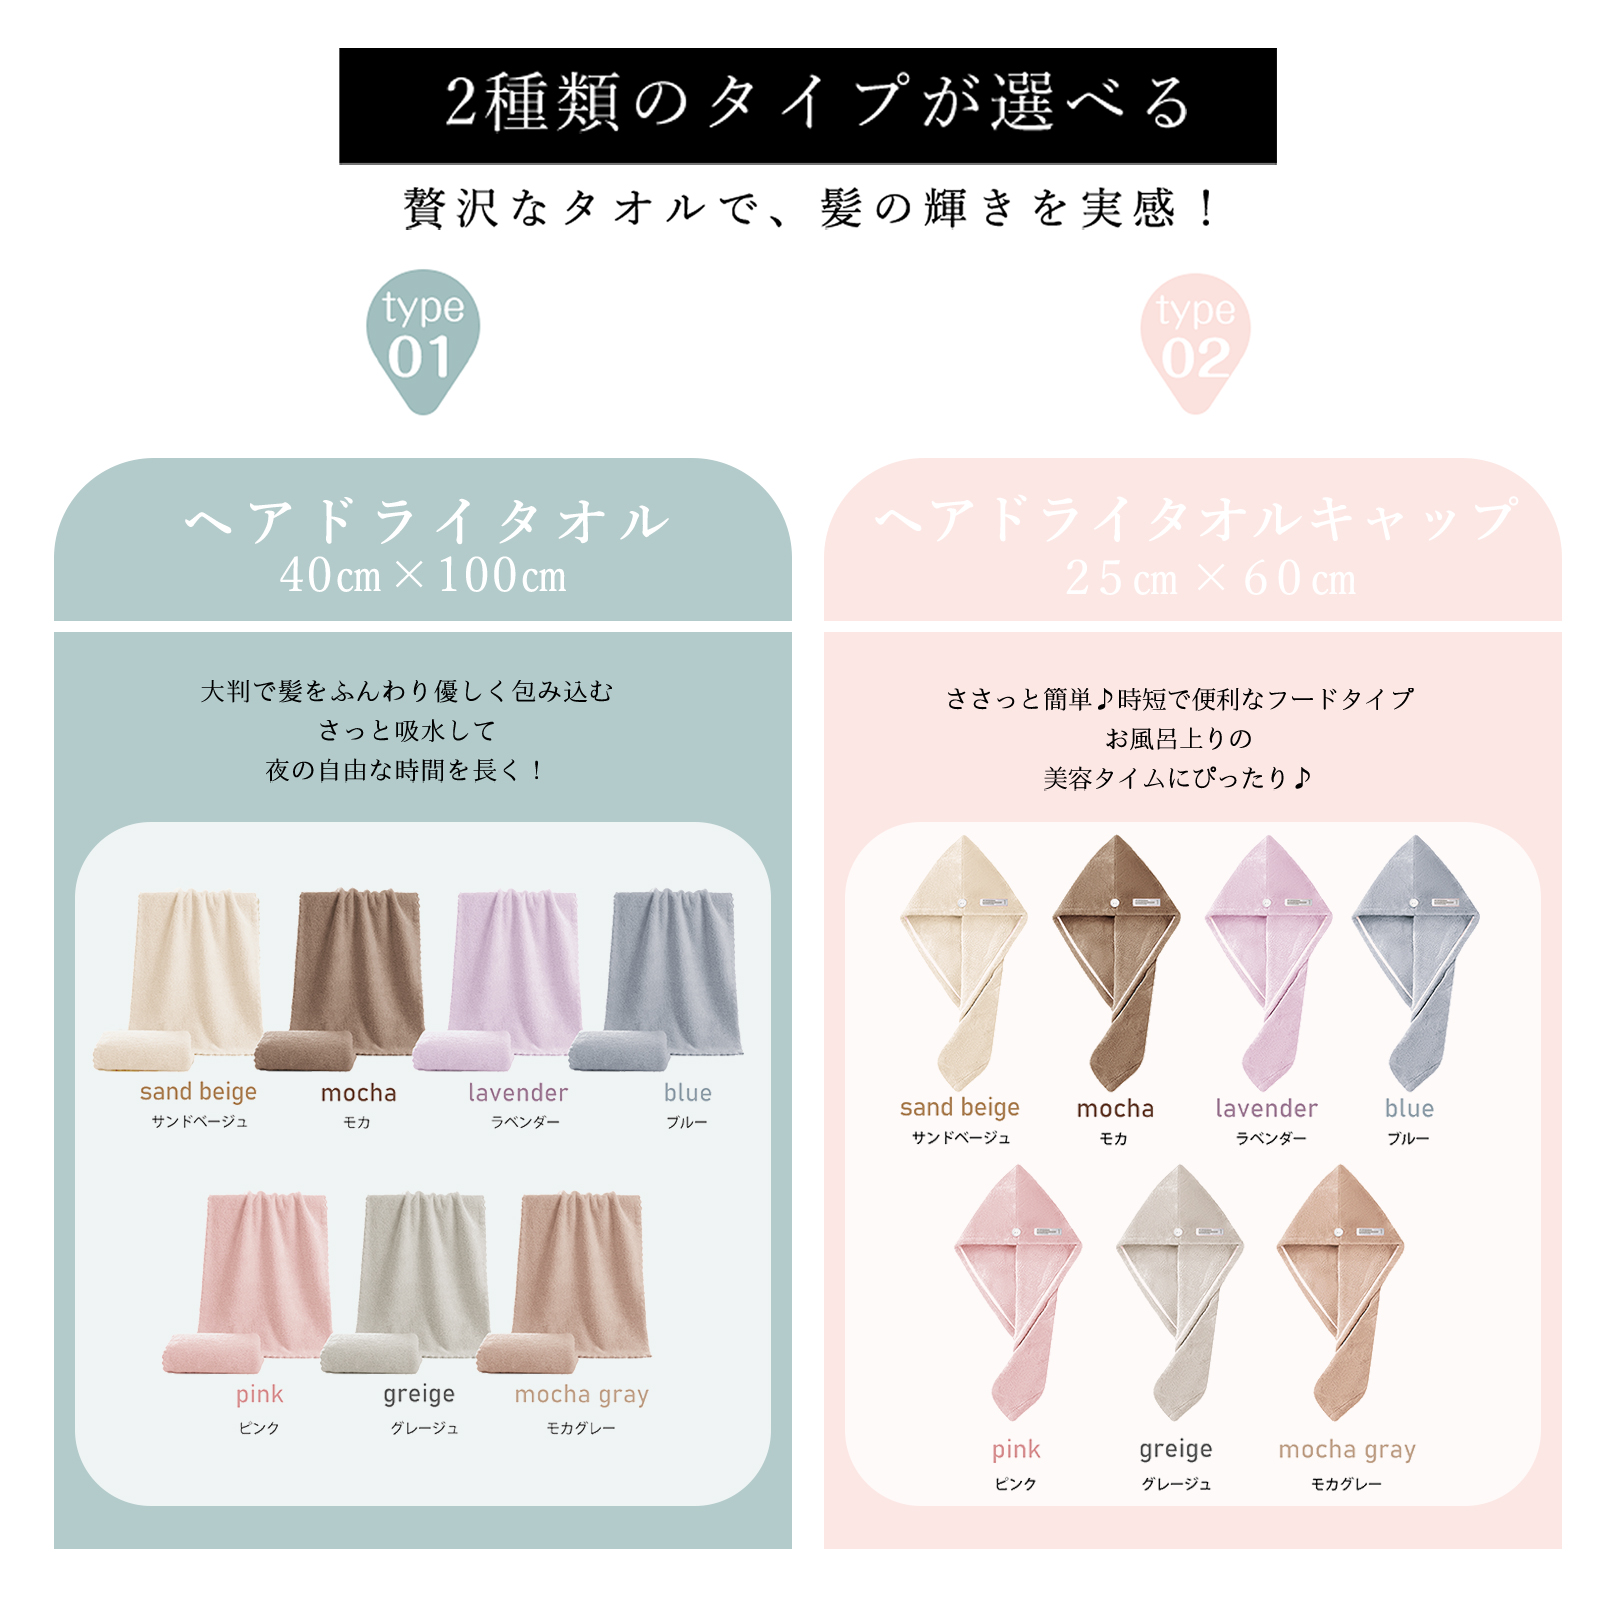 2種類のタイプが選べる
贅沢なタオルで、髪の輝きを実感！
type
01
ヘアドライタオル
40㎝×100㎝
大判で髪をふんわり優しく包み込む
さっと吸水して
夜の自由な時間を長く！
sand beige
サンドベージュ
mocha
モカ
lavender
ラベンダー
blue
ブルー
pink
ピンク
greige
グレージュ
mocha gray
モカグレー
type
02
ヘアドライタオルキャップ
25㎝×60㎝
ささっと簡単♪時短で便利なフードタイプ
お風呂上りの
美容タイムにぴったり♪
sand beige
サンドベージュ
mocha
モカ
lavender
ラベンダー
blue
ブルー
pink
ピンク
greige
グレージュ
mocha gray
モカグレー